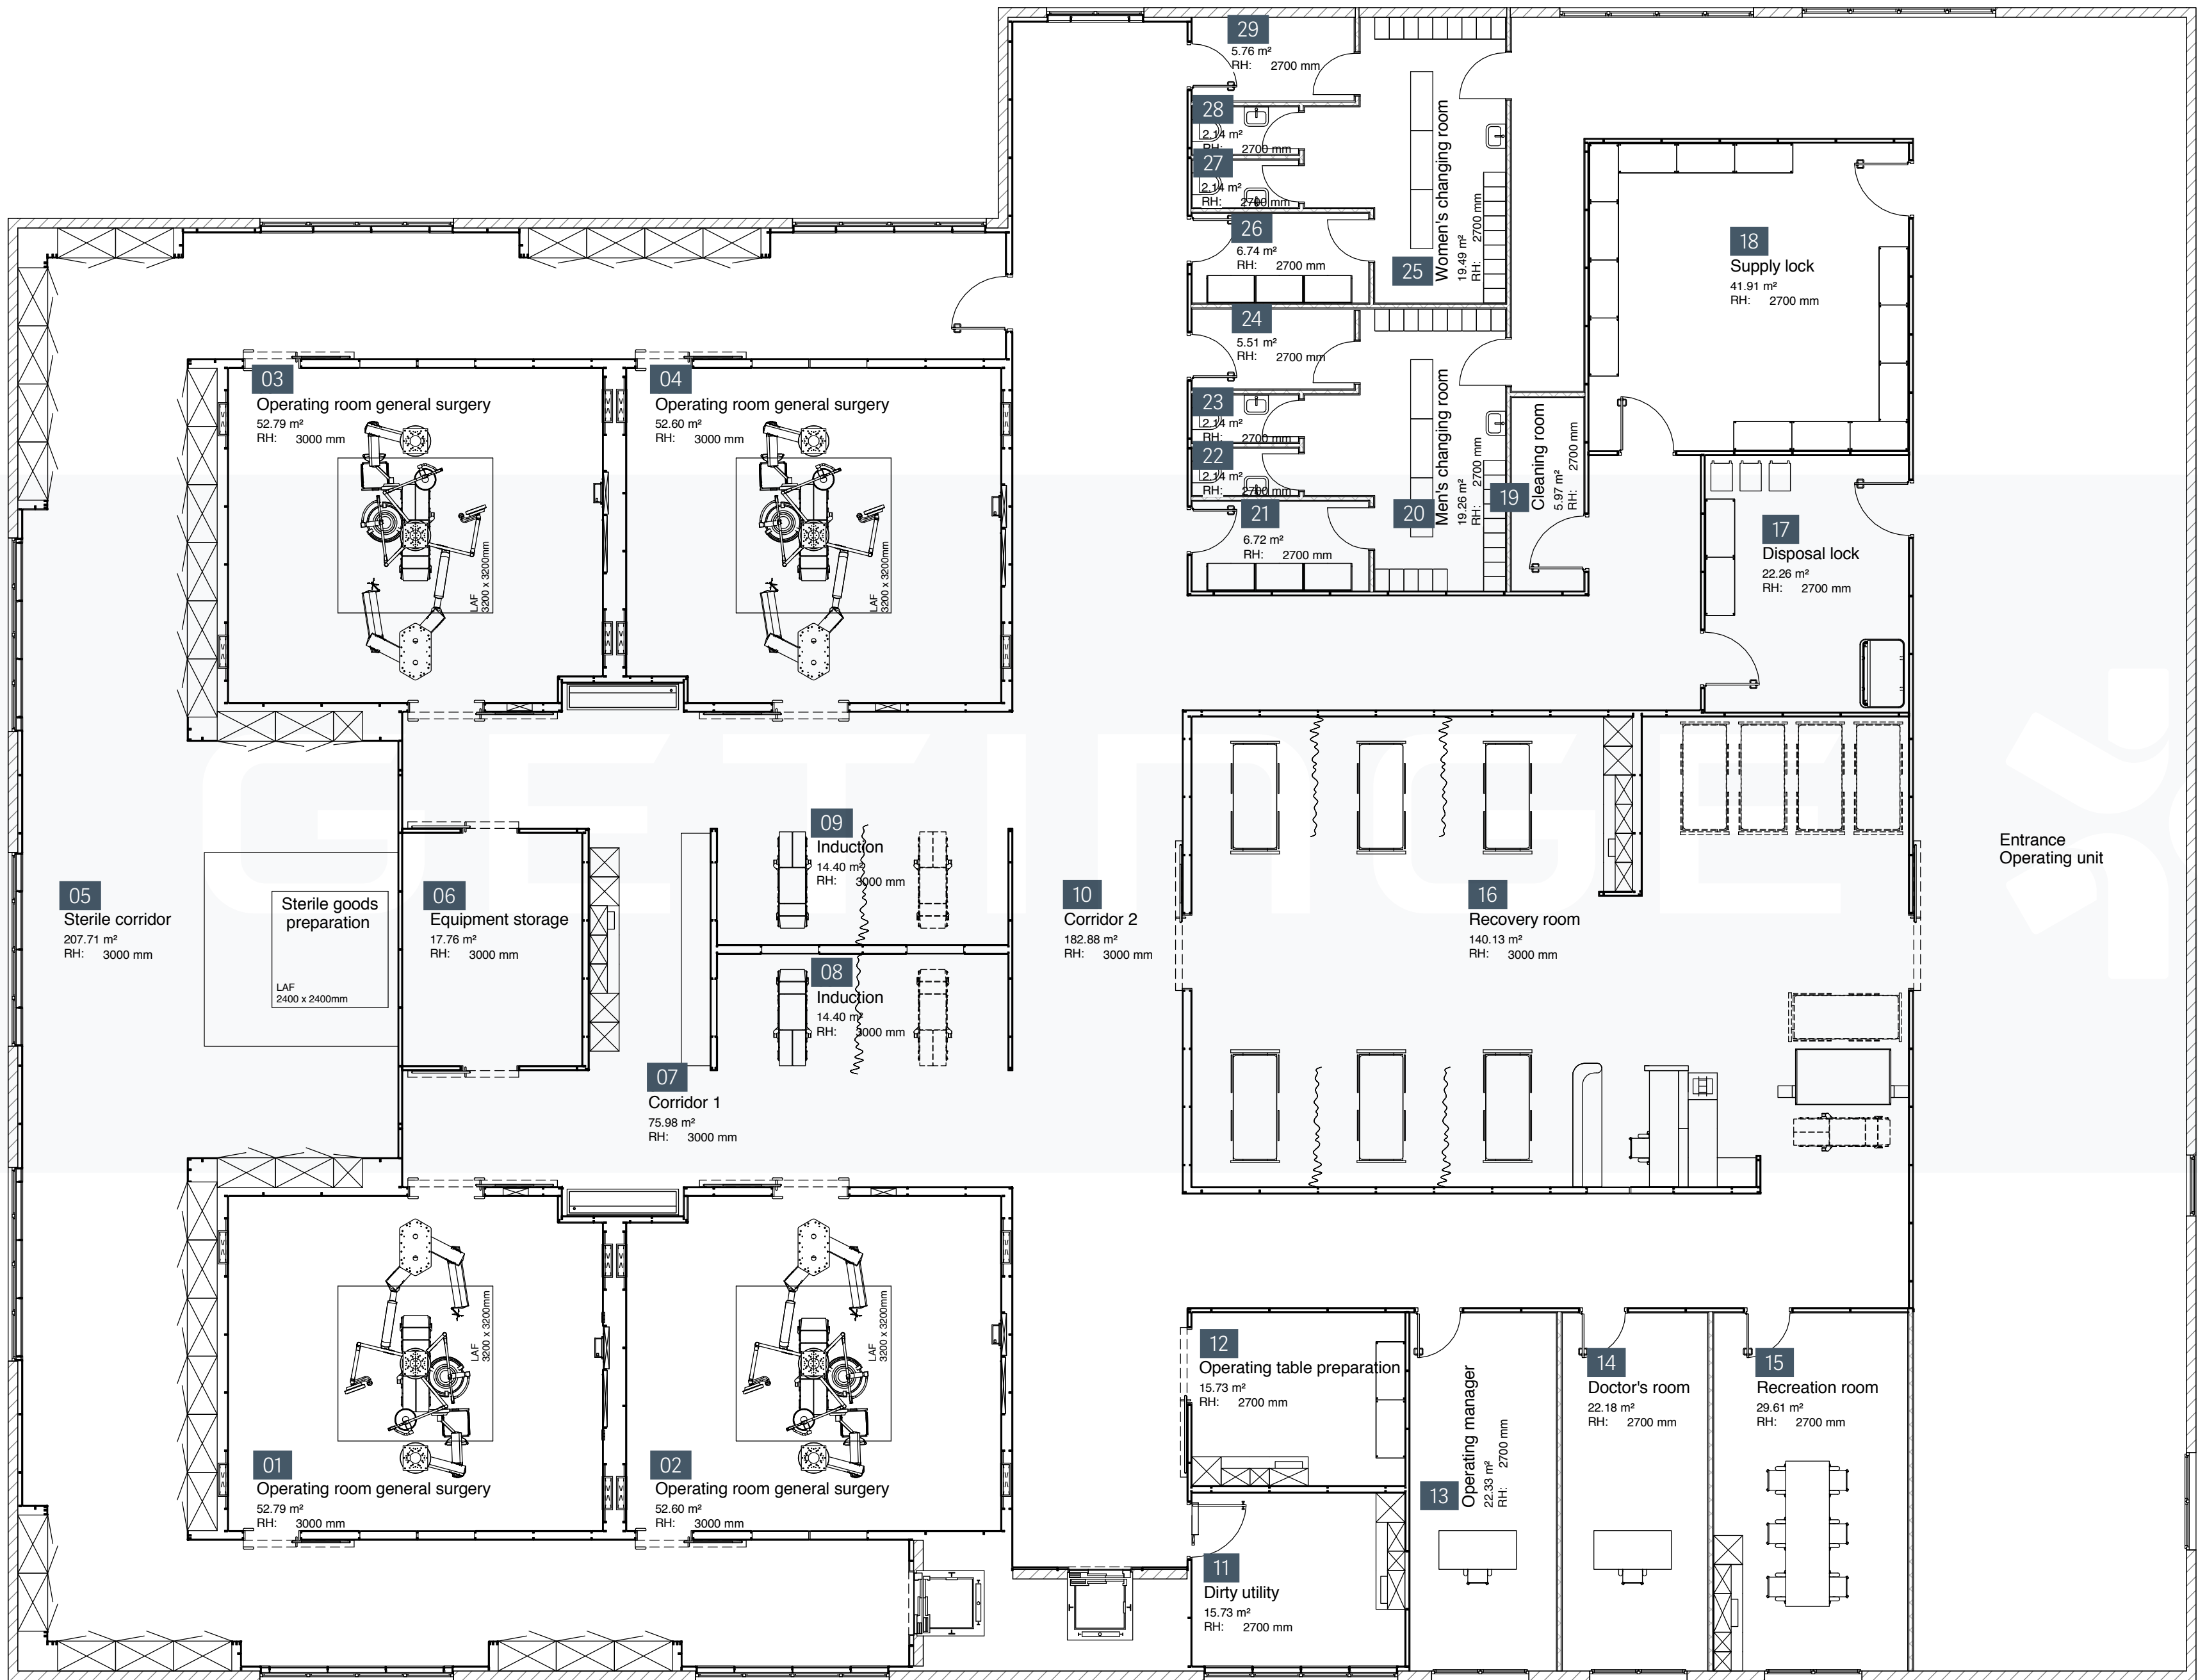 29
5.76 m²
RH: 2700 mm
28
2.14 m²
RH: 2700 mm
27
2.14 m²
RH: 2700 mm
26
6.74 m²
RH: 2700 mm
25
Women's changing room
19.49 m²
RH: 2700 mm
24
5.51 m²
RH: 2700 mm
23
2.14 m²
RH: 2700 mm
22
2.14 m²
RH: 2700 mm
21
6.72 m²
RH: 2700 mm
20
Men's changing room
19.26 m²
RH: 2700 mm
19
Cleaning room
5.97 m²
RH: 2700 mm
18
Supply lock
41.91 m²
RH: 2700 mm
17
Disposal lock
22.26 m²
RH: 2700 mm
03
Operating room general surgery
52.79 m²
RH: 3000 mm
LAF
3200 x 3200mm
04
Operating room general surgery
52.60 m²
RH: 3000 mm
LAF
3200 x 3200mm
GETINGE
05
Sterile corridor
207.71 m²
RH: 3000 mm
Sterile goods
preparation
LAF
2400 x 2400mm
06
Equipment storage
17.76 m²
RH: 3000 mm
09
Induction
14.40 m²
RH: 3000 mm
08
Induction
14.40 m²
RH: 3000 mm
07
Corridor 1
75.98 m²
RH: 3000 mm
10
Corridor 2
182.88 m²
RH: 3000 mm
16
Recovery room
140.13 m²
RH: 3000 mm
Entrance
Operating unit
LAF
3200 x 3200mm
01
Operating room general surgery
52.79 m²
RH: 3000 mm
LAF
3200 x 3200mm
02
Operating room general surgery
52.60 m²
RH: 3000 mm
12
Operating table preparation
15.73 m²
RH: 2700 mm
11
Dirty utility
15.73 m²
RH: 2700 mm
13
Operating manager
22.33 m²
RH: 2700 mm
14
Doctor's room
22.18 m²
RH: 2700 mm
15
Recreation room
29.61 m²
RH: 2700 mm